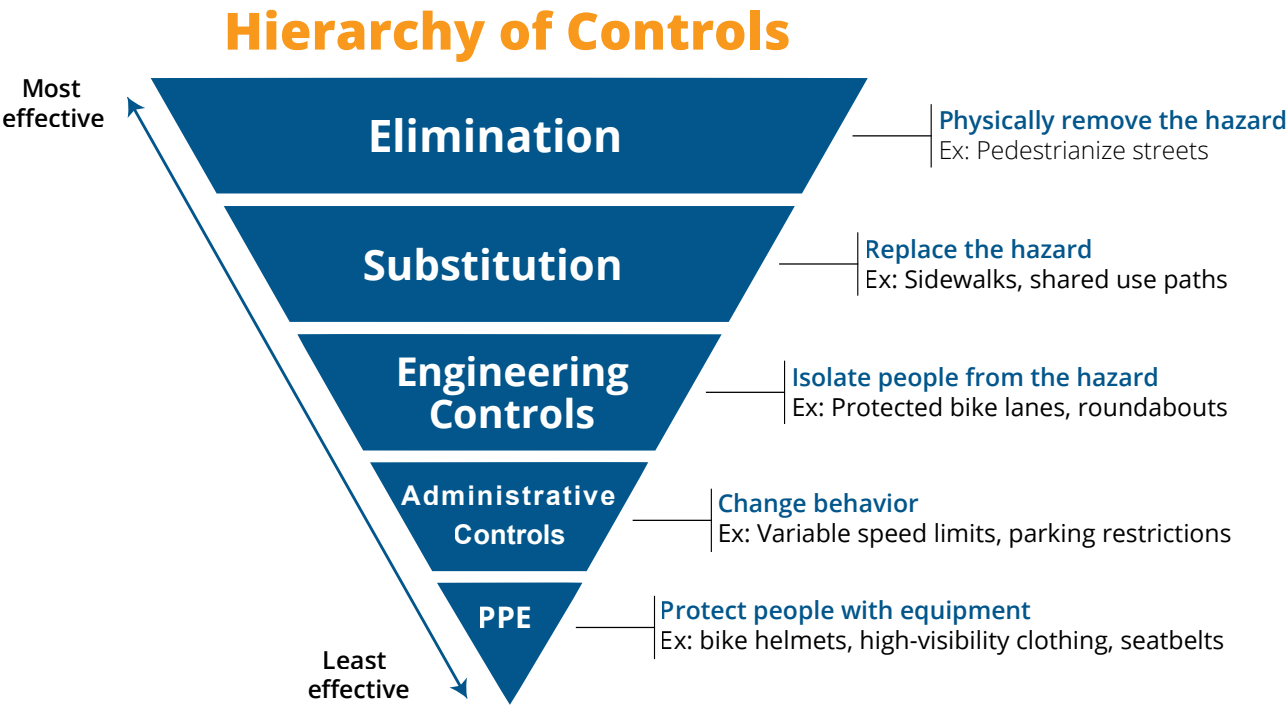 Hierarchy of Controls
Most
effective
Elimination
Physically remove the hazard
Ex: Pedestrianize streets
Substitution
Replace the hazard
Ex: Sidewalks, shared use paths
Engineering
Controls
Isolate people from the hazard
Ex: Protected bike lanes, roundabouts
Administrative
Controls
Change behavior
Ex: Variable speed limits, parking restrictions
PPE
Protect people with equipment
Ex: bike helmets, high-visibility clothing, seatbelts
Least
effective